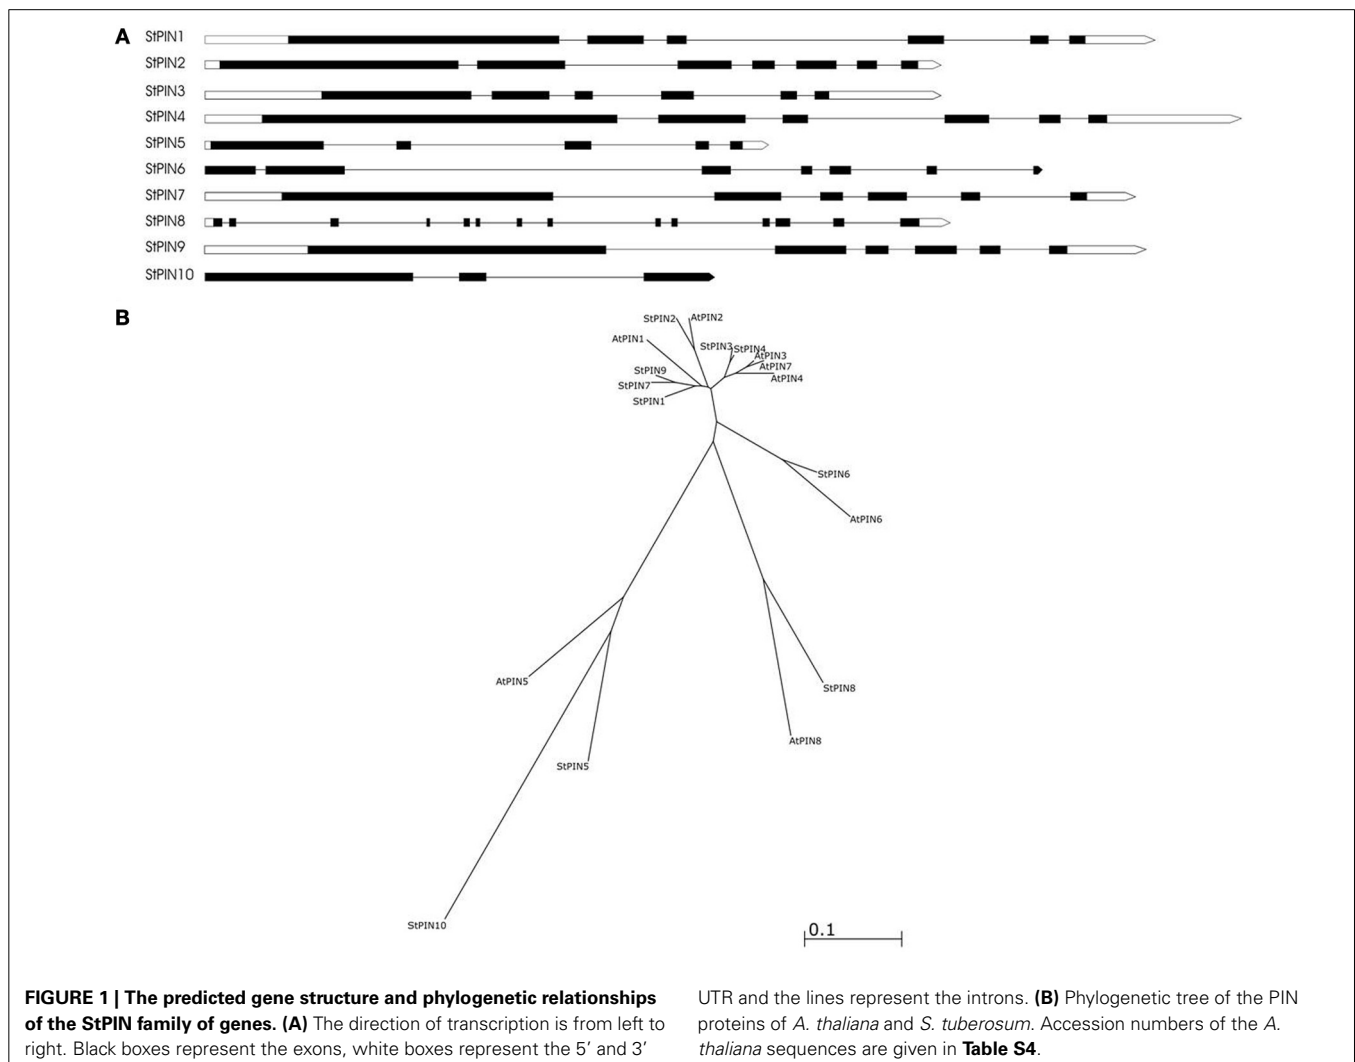 A
StPIN1
StPIN2
StPIN3
StPIN4
StPIN5
StPIN6
StPIN7
StPIN8
StPIN9
StPIN10
B
StPIN2
AtPIN2
AtPIN1
StPIN3
StPIN4
AtPIN3
AtPIN7
AtPIN4
StPIN9
StPIN7
StPIN1
StPIN6
AtPIN6
AtPIN5
StPIN8
AtPIN8
StPIN5
StPIN10
0.1
FIGURE 1 | The predicted gene structure and phylogenetic relationships
of the StPIN family of genes. (A) The direction of transcription is from left to
right. Black boxes represent the exons, white boxes represent the 5′ and 3′
UTR and the lines represent the introns. (B) Phylogenetic tree of the PIN
proteins of A. thaliana and S. tuberosum. Accession numbers of the A.
thaliana sequences are given in Table S4.